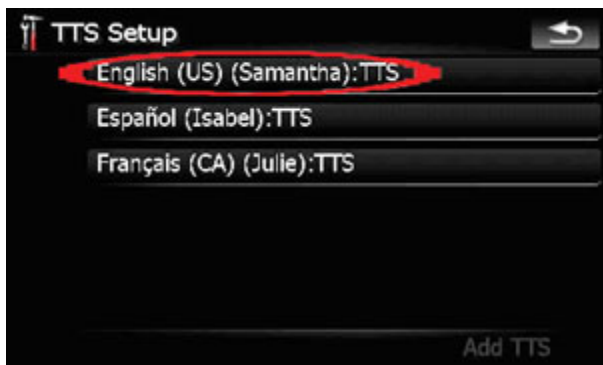 TTS Setup
English (US) (Samantha):TTS
Español (Isabel):TTS
Français (CA) (Julie):TTS
Add TTS